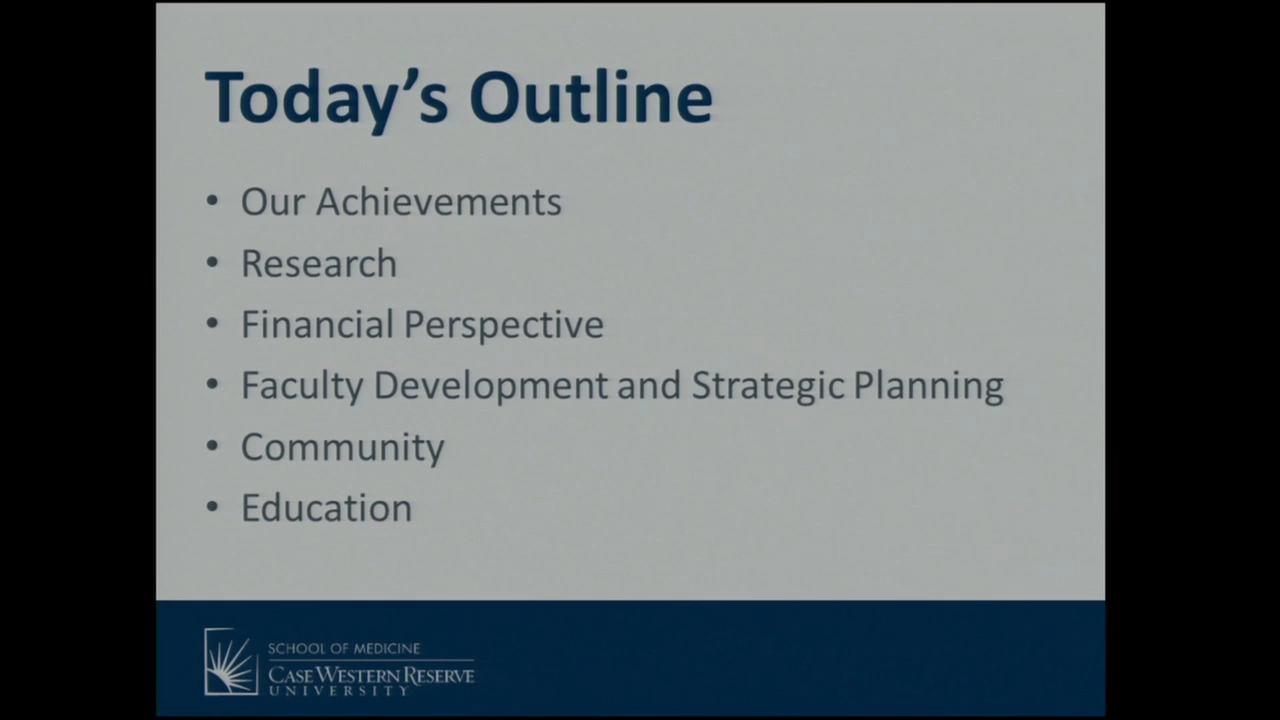 Today's Outline
• Our Achievements
• Research
• Financial Perspective
• Faculty Development and Strategic Planning
• Community
• Education
SCHOOL OF MEDICINE
CASE WESTERN RESERVE
UNIVERSITY